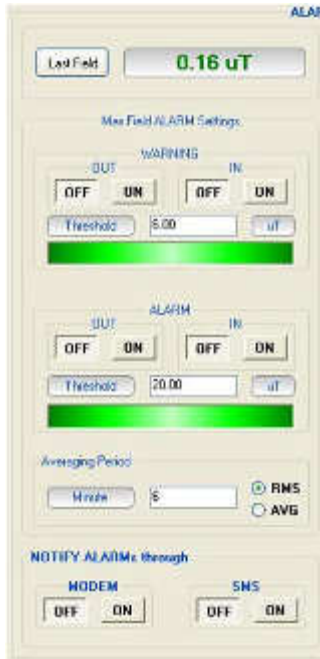 ALAR
Last Field
0.16 uT
Max Field ALARM Settings
WARNING
OUT IN
OFF ON OFF ON
Threshold 6.00 uT
ALARM
OUT IN
OFF ON OFF ON
Threshold 20.00 uT
Averaging Period
Minute 6
RMS
AVG
NOTIFY ALARMs through
MODEM SMS
OFF ON OFF ON